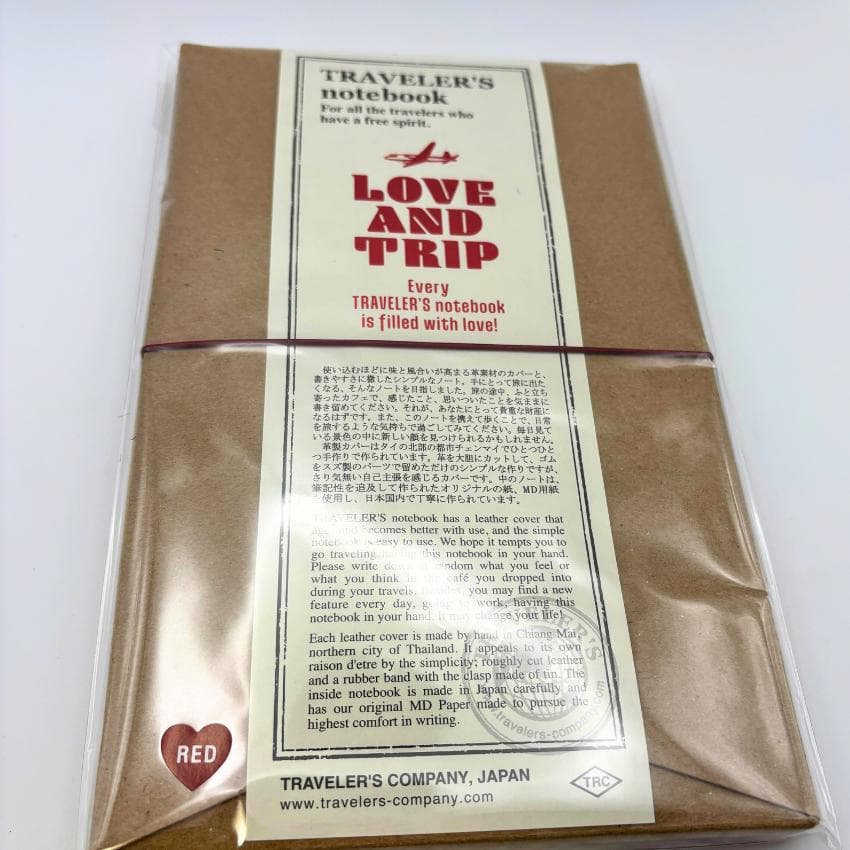 TRAVELER'S
notebook
For all the travelers who
have a free spirit.
LOVE
AND
TRIP
Every
TRAVELER'S notebook
is filled with love!
使い込むほどに味と風合いが高まる革素材のカバーと、
書きやすさに徹したシンプルなノート。手にとって旅に出た
くなる、そんなノートを目指しました。旅の途中、ふと立ち
寄ったカフェで、感じたこと、思いついたことを気ままに
書き留めてください。それが、あなたにとって貴重な財産に
なるはずです。また、このノートを携えて歩くことで、日常
を旅するような気持ちで過ごしてみてください。毎日見て
いる景色の中に新しい顔を見つけられるかもしれません。
革製カバーはタイの北部の都市チェンマイでひとつひと
つ手作りで作られています。革を大胆にカットして、ゴム
をスズ製のパーツで留めただけのシンプルな作りですが、
さり気無い自己主張を感じるカバーです。中のノートは、
筆記性を追及して作られたオリジナルの紙、MD用紙
を使用し、日本国内で丁寧に作られています。
TRAVELER'S notebook has a leather cover that
and becomes better with use, and the simple
notebook is easy to use. We hope it tempts you to
go traveling, having this notebook in your hand.
Please write down at random what you feel or
what you think in the café you dropped into
during your travels. Besides, you may find a new
feature every day, going to work, having this
notebook in your hand. It may change your life!
Each leather cover is made by hand in Chiang Mai,
northern city of Thailand. It appeals to its own
raison d'etre by the simplicity; roughly cut leather
and a rubber band with the clasp made of tin. The
inside notebook is made in Japan carefully and
has our original MD Paper made to pursue the
highest comfort in writing.
TRAVELER'S
www.travelers-company.com
RED
TRAVELER'S COMPANY, JAPAN
www.travelers-company.com
TRC